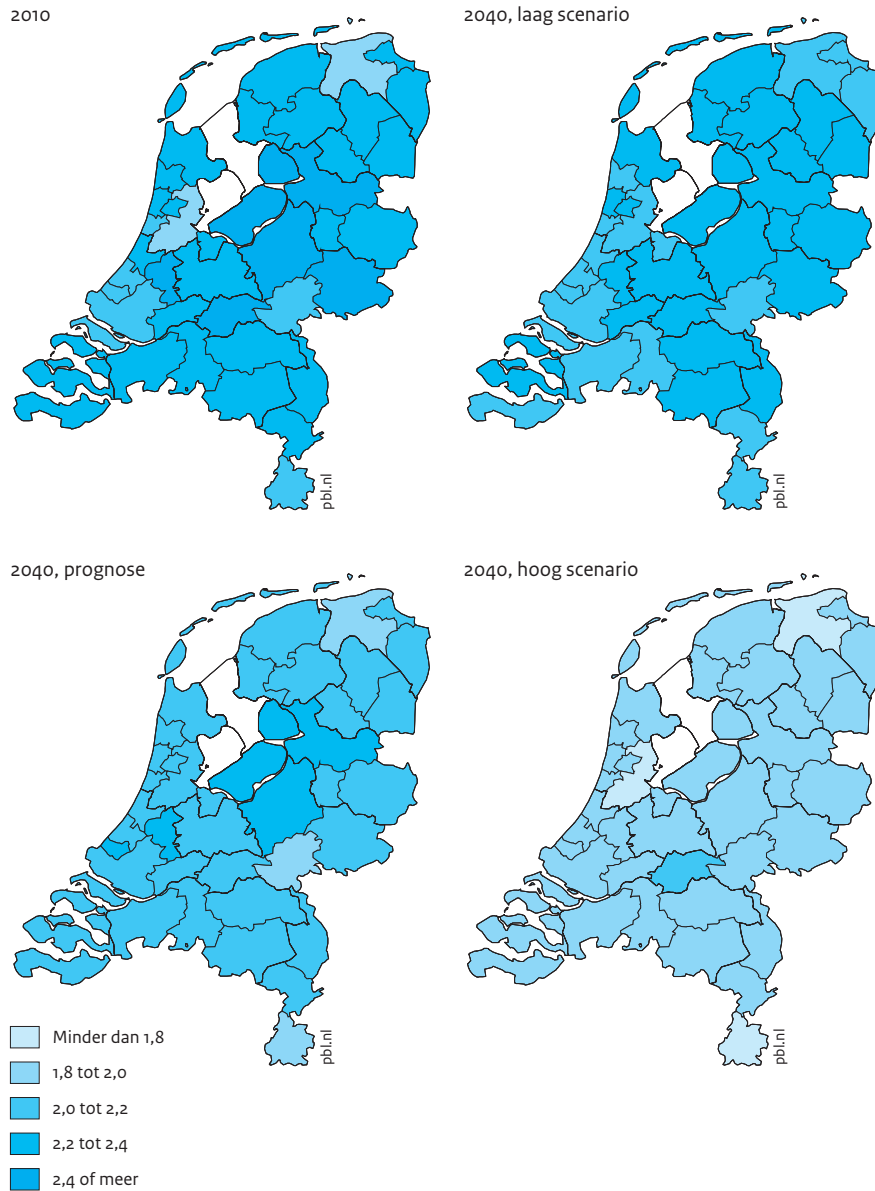 2010
2040, laag scenario
pbl.nl
pbl.nl
2040, prognose
2040, hoog scenario
pbl.nl
pbl.nl
Minder dan 1,8
1,8 tot 2,0
2,0 tot 2,2
2,2 tot 2,4
2,4 of meer